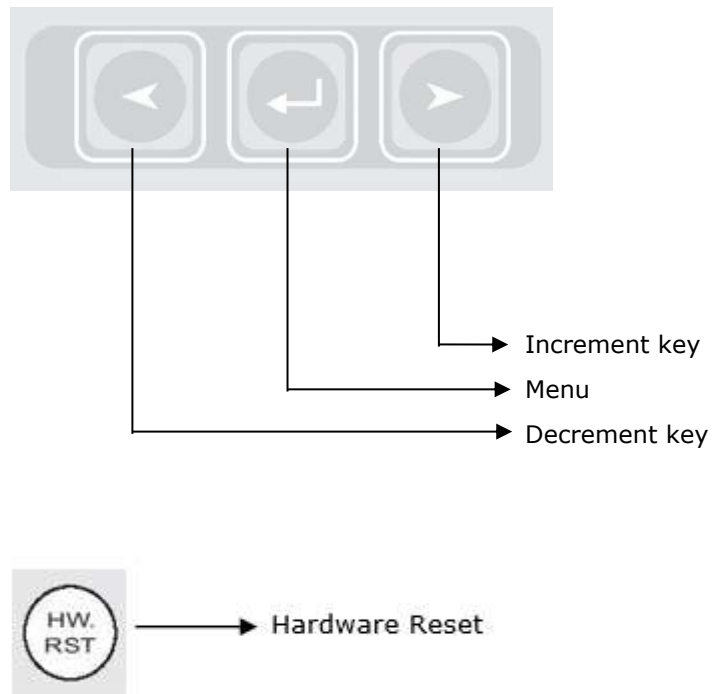 Increment key
Menu
Decrement key
HW.
RST
Hardware Reset